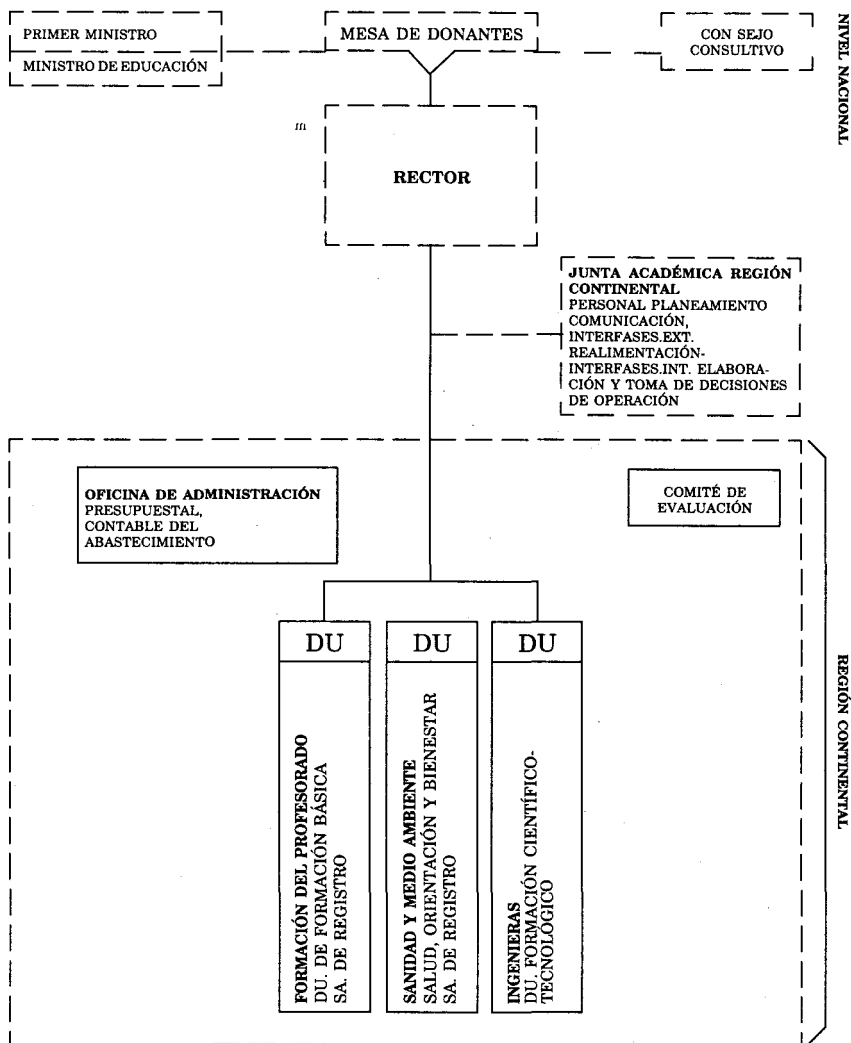 PRIMER MINISTRO
MINISTRO DE EDUCACIÓN
MESA DE DONANTES
CON SEJO
CONSULTIVO
NIVEL NACIONAL
m
RECTOR
JUNTA ACADÉMICA REGIÓN
CONTINENTAL
PERSONAL PLANEAMIENTO
COMUNICACIÓN,
INTERFASES.EXT.
REALIMENTACIÓN-
INTERFASES.INT. ELABORA-
CIÓN Y TOMA DE DECISIONES
DE OPERACIÓN
OFICINA DE ADMINISTRACIÓN
PRESUPUESTAL,
CONTABLE DEL
ABASTECIMIENTO
COMITÉ DE
EVALUACIÓN
REGIÓN CONTINENTAL
DU
FORMACIÓN DEL PROFESORADO
DU. DE FORMACIÓN BÁSICA
SA. DE REGISTRO
DU
SANIDAD Y MEDIO AMBIENTE
SALUD, ORIENTACIÓN Y BIENESTAR
SA. DE REGISTRO
DU
INGENIERAS
DU. FORMACIÓN CIENTÍFICO-
TECNOLÓGICO